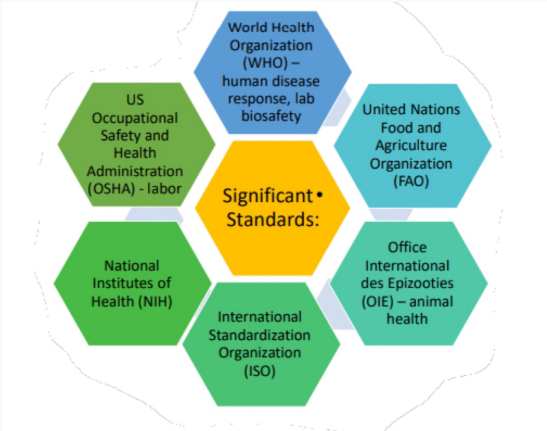 World Health
Organization
(WHO) –
human disease
response, lab
biosafety
United Nations
Food and
Agriculture
Organization
(FAO)
Office
International
des Epizooties
(OIE) – animal
health
International
Standardization
Organization
(ISO)
National
Institutes of
Health (NIH)
US
Occupational
Safety and
Health
Administration
(OSHA) - labor
Significant •
Standards: